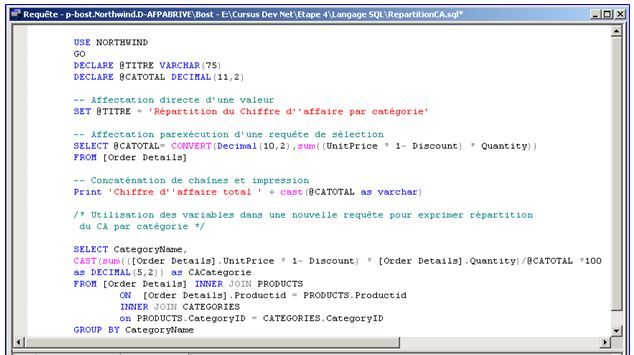 Requête - p-bost.Northwind.D-AFPABRIVE\Bost - E:\Cursus Dev Net\Etape 4\Langage SQL\RepartitionCA.sql*
USE NORTHWIND
GO
DECLARE @TITRE VARCHAR(75)
DECLARE @CATOTAL DECIMAL(11,2)
-- Affectation directe d'une valeur
SET @TITRE = 'Répartition du Chiffre d''affaire par catégorie'
-- Affectation parexécution d'une requête de sélection
SELECT @CATOTAL= CONVERT(Decimal(10,2),sum((UnitPrice * 1- Discount) * Quantity))
FROM [Order Details]
-- Concaténation de chaînes et impression
Print 'Chiffre d''affaire total ' + cast(@CATOTAL as varchar)
/* Utilisation des variables dans une nouvelle requête pour exprimer répartition
du CA par catégorie */
SELECT CategoryName,
CAST(sum(([Order Details].UnitPrice * 1- Discount) * [Order Details].Quantity)/@CATOTAL *100
as DECIMAL(5,2)) as CACategorie
FROM [Order Details] INNER JOIN PRODUCTS
ON [Order Details].Productid = PRODUCTS.Productid
INNER JOIN CATEGORIES
on PRODUCTS.CategoryID = CATEGORIES.CategoryID
GROUP BY CategoryName